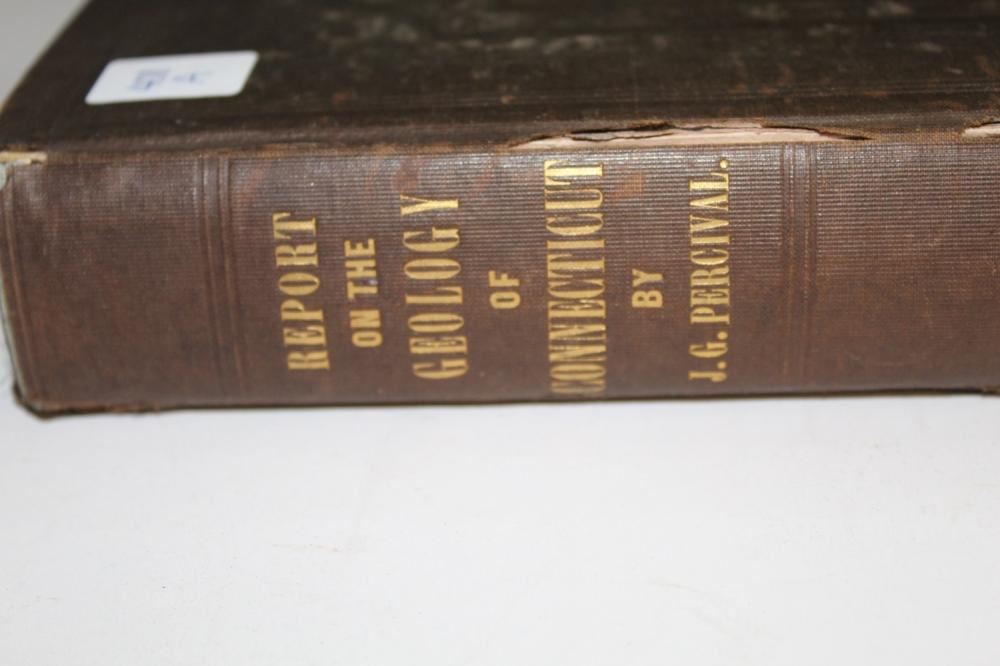 REPORT
ON THE
GEOLOGY
OF
CONNECTICUT
BY
J. G. PERCIVAL.